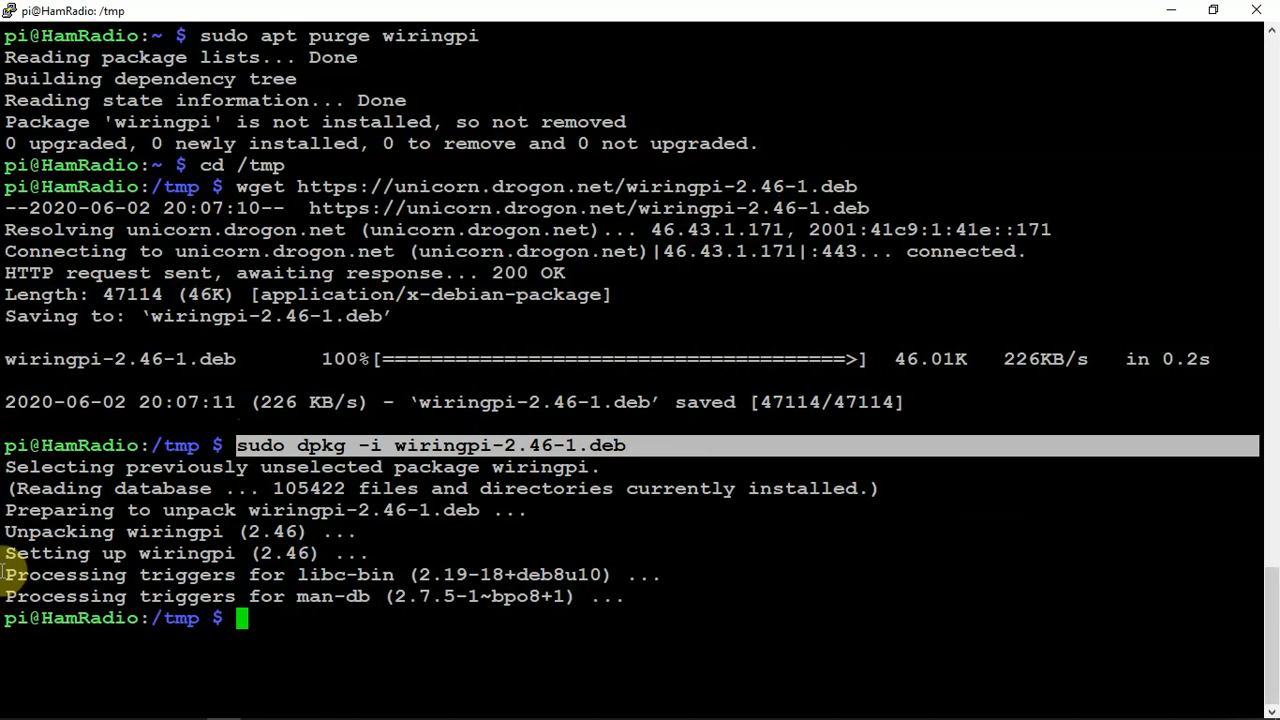 pi@HamRadio: /tmp
pi@HamRadio:~ $ sudo apt purge wiringpi
Reading package lists... Done
Building dependency tree
Reading state information... Done
Package 'wiringpi' is not installed, so not removed
0 upgraded, 0 newly installed, 0 to remove and 0 not upgraded.
pi@HamRadio:~ $ cd /tmp
pi@HamRadio:/tmp $ wget https://unicorn.drogon.net/wiringpi-2.46-1.deb
--2020-06-02 20:07:10--  https://unicorn.drogon.net/wiringpi-2.46-1.deb
Resolving unicorn.drogon.net (unicorn.drogon.net)... 46.43.1.171, 2001:41c9:1:41e::171
Connecting to unicorn.drogon.net (unicorn.drogon.net)|46.43.1.171|:443... connected.
HTTP request sent, awaiting response... 200 OK
Length: 47114 (46K) [application/x-debian-package]
Saving to: ‘wiringpi-2.46-1.deb’
wiringpi-2.46-1.deb       100%[======================================>]  46.01K   226KB/s   in 0.2s
2020-06-02 20:07:11 (226 KB/s) - ‘wiringpi-2.46-1.deb’ saved [47114/47114]
pi@HamRadio:/tmp $ sudo dpkg -i wiringpi-2.46-1.deb
Selecting previously unselected package wiringpi.
(Reading database ... 105422 files and directories currently installed.)
Preparing to unpack wiringpi-2.46-1.deb ...
Unpacking wiringpi (2.46) ...
Setting up wiringpi (2.46) ...
Processing triggers for libc-bin (2.19-18+deb8u10) ...
Processing triggers for man-db (2.7.5-1~bpo8+1) ...
pi@HamRadio:/tmp $